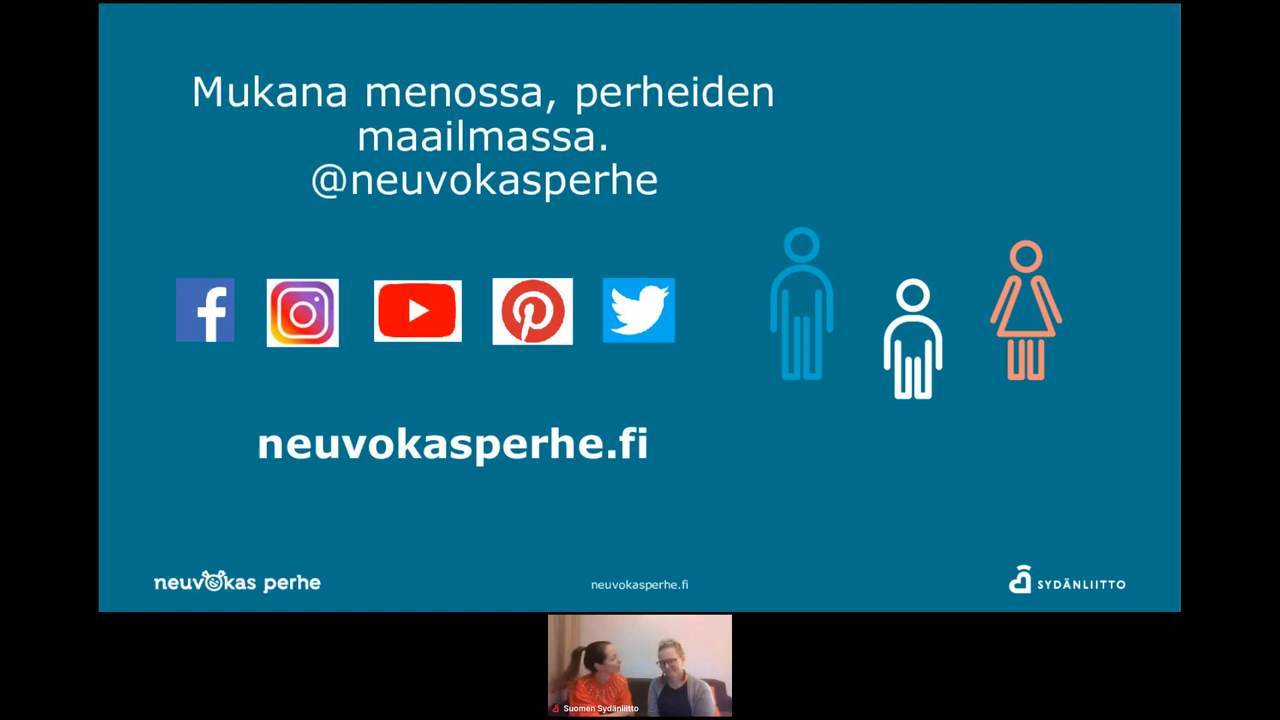 Mukana menossa, perheiden
maailmassa.
@neuvokasperhe
neuvokasperhe.fi
neuvokas perhe
neuvokasperhe.fi
SYDÄNLIITTO
Suomen Sydänliitto